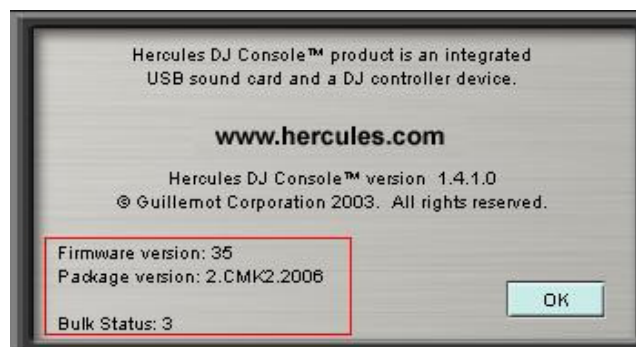 Hercules DJ Console™ product is an integrated
USB sound card and a DJ controller device.
www.hercules.com
Hercules DJ Console™ version 1.4.1.0
© Guillemot Corporation 2003. All rights reserved.
Firmware version: 35
Package version: 2.CMK2.2006
OK
Bulk Status: 3